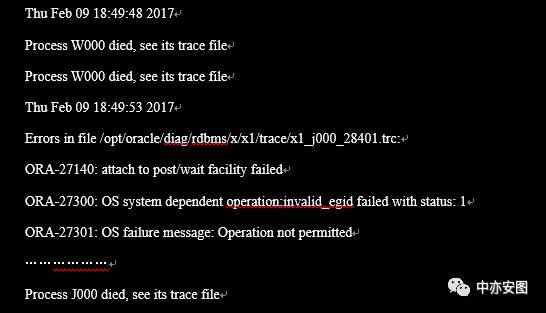 Thu Feb 09 18:49:48 2017↵
Process W000 died, see its trace file↵
Process W000 died, see its trace file↵
Thu Feb 09 18:49:53 2017↵
Errors in file /opt/oracle/diag/rdbms/x/x1/trace/x1_j000_28401.trc:↵
ORA-27140: attach to post/wait facility failed↵
ORA-27300: OS system dependent operation:invalid_egid failed with status: 1↵
ORA-27301: OS failure message: Operation not permitted↵
………………↵
Process J000 died, see its trace file↵
中亦安图